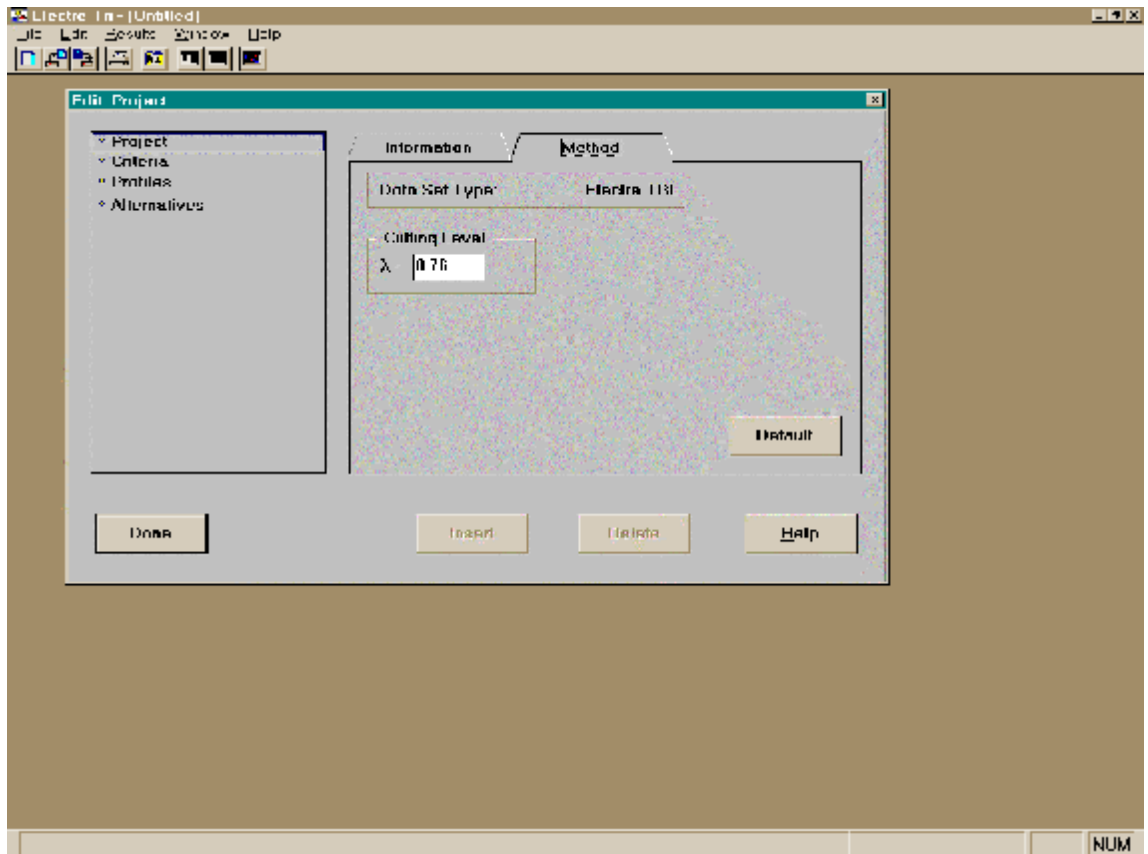 Electre Tri - [Untitled]
File Edit Results Window Help
Edit Project
Project
Criteria
Profiles
Alternatives
Information Method
Data Set Type: Electre TRI
Cutting Level
λ 0.76
Default
Done Insert Delete Help
NUM